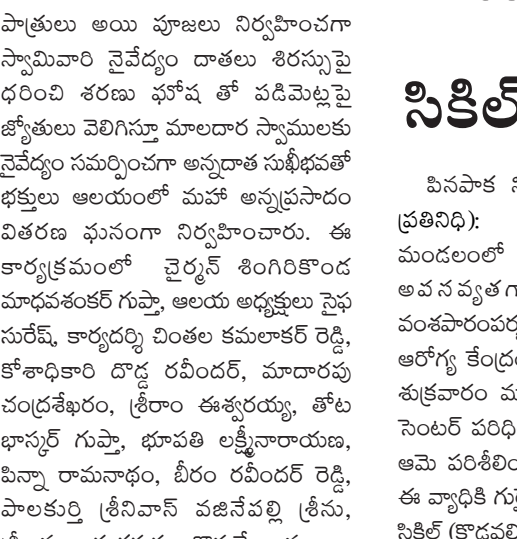 పాత్రులు అయి పూజలు నిర్వహించగా
స్వామివారి నైవేద్యం దాతలు శిరస్సుపై
ధరించి శరణు ఘోష తో పడిమెట్లపై
జ్యోతులు వెలిగిస్తూ మాలదార స్వాములకు
నైవేద్యం సమర్పించగా అన్నదాత సుఖీభవతో
భక్తులు ఆలయంలో మహా అన్నప్రసాదం
వితరణ ఘనంగా నిర్వహించారు. ఈ
కార్యక్రమంలో చైర్మన్ శింగిరికొండ
మాధవశంకర్ గుప్తా, ఆలయ అధ్యక్షులు సైఫ
సురేష్, కార్యదర్శి చింతల కమలాకర్ రెడ్డి,
కోశాధికారి దొడ్డ రవీందర్, మాదారపు
చంద్రశేఖరం, శ్రీరాం ఈశ్వరయ్య, తోట
భాస్కర్ గుప్తా, భూపతి లక్ష్మీనారాయణ,
పిన్నా రామనాథం, బీరం రవీందర్ రెడ్డి,
పాలకుర్తి శ్రీనివాస్ వజినేపల్లి శ్రీను,
సికిల్
పినపాక
ప్రతినిధి):
మండలంలో
అవనవ్యత
వంశపారంపర్య
ఆరోగ్య కేంద్రం
శుక్రవారం
సెంటర్ పరిధి
ఆమె
ఈ వ్యాధికి
సికిల్